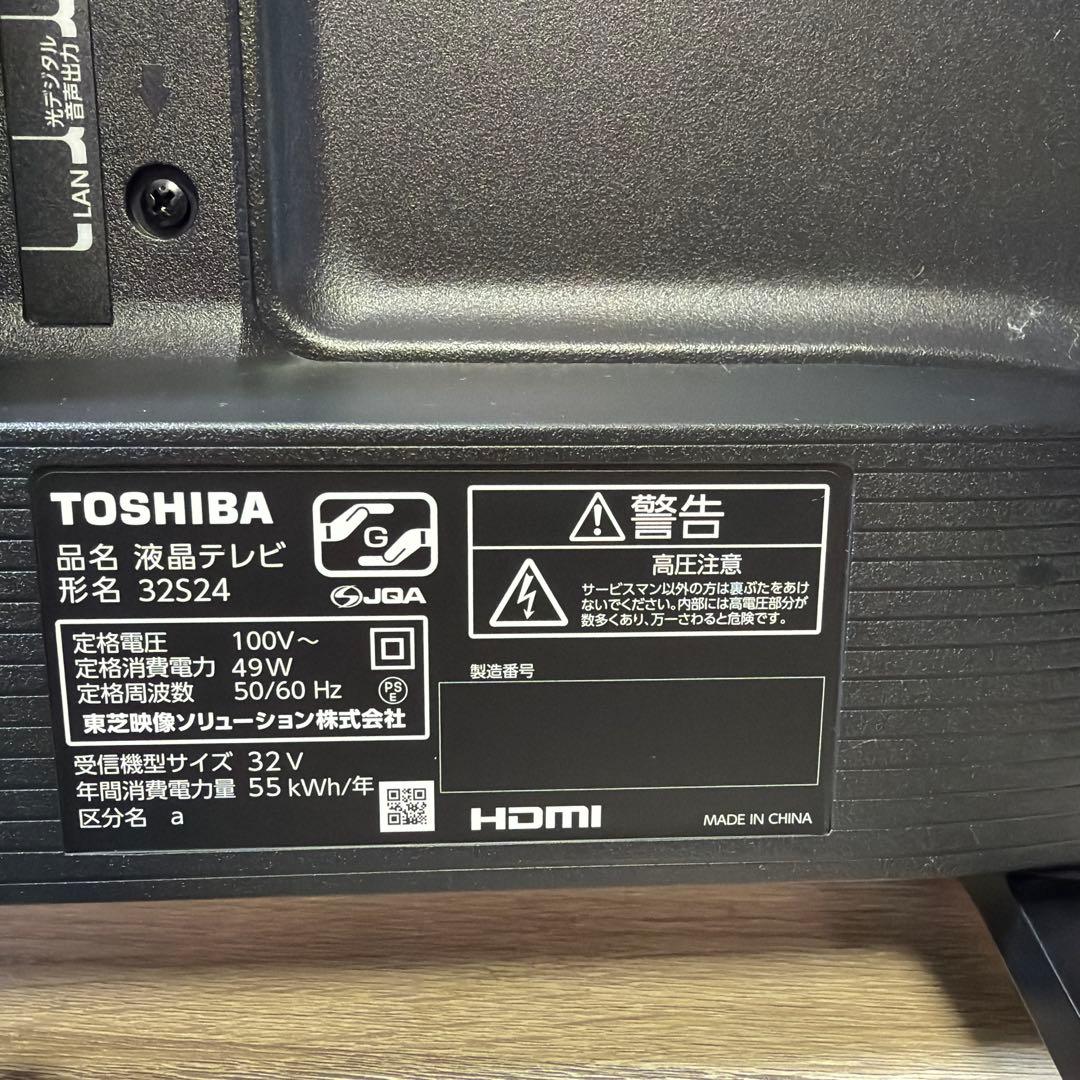 光デジタル
音声出力
LAN
TOSHIBA
品名 液晶テレビ
形名 32S24
G
JQA
定格電圧 100V～
定格消費電力 49W
定格周波数 50/60 Hz
PS
E
東芝映像ソリューション株式会社
受信機型サイズ 32V
年間消費電力量 55 kWh/年
区分名 a
警告
高圧注意
サービスマン以外の方は裏ぶたをあけ
ないでください。内部には高電圧部分が
数多くあり、万一さわると危険です。
製造番号
HDMI
MADE IN CHINA